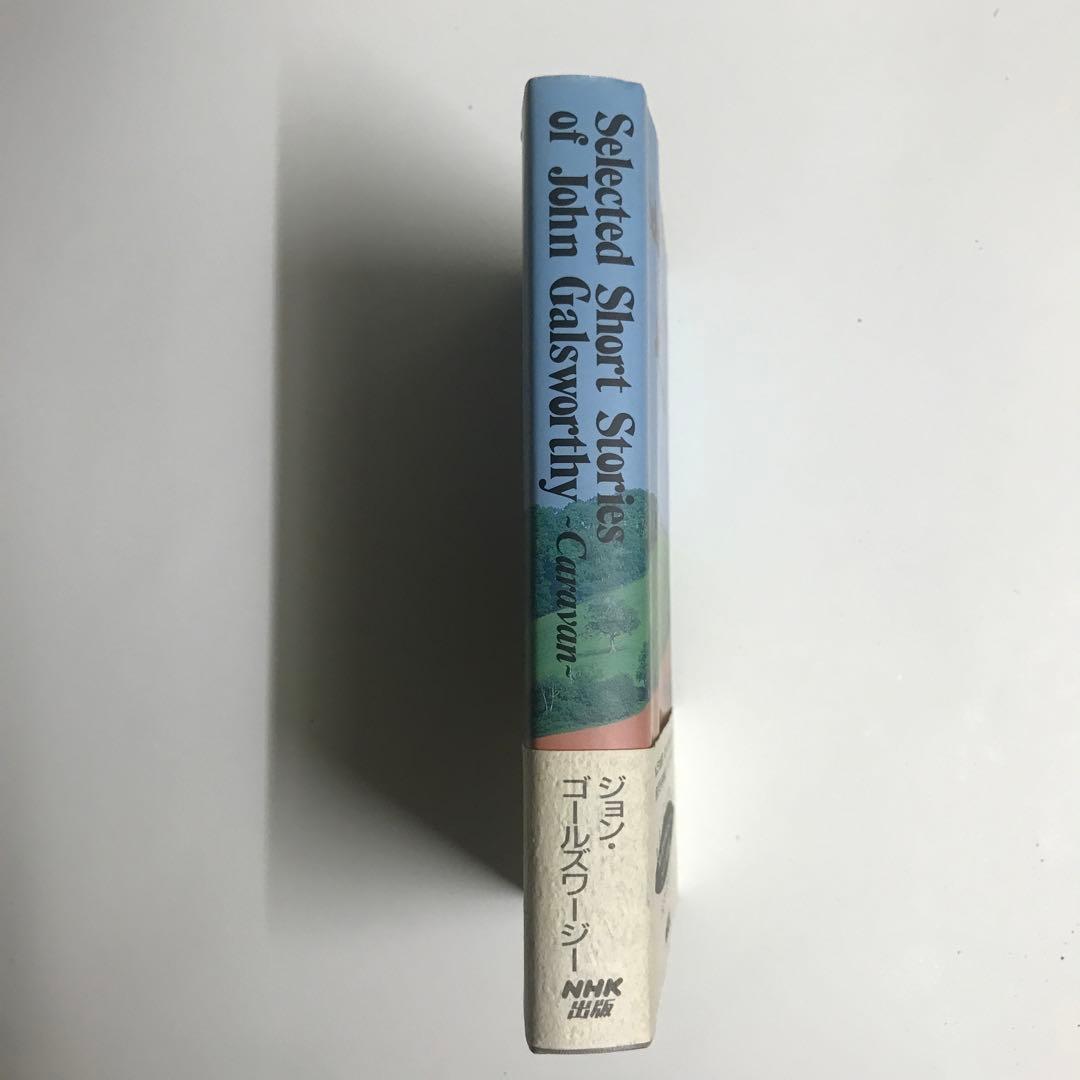 Selected Short Stories
of John Galsworthy ~Caravan~
ジョン・
ゴールズワージー
NHK
出版